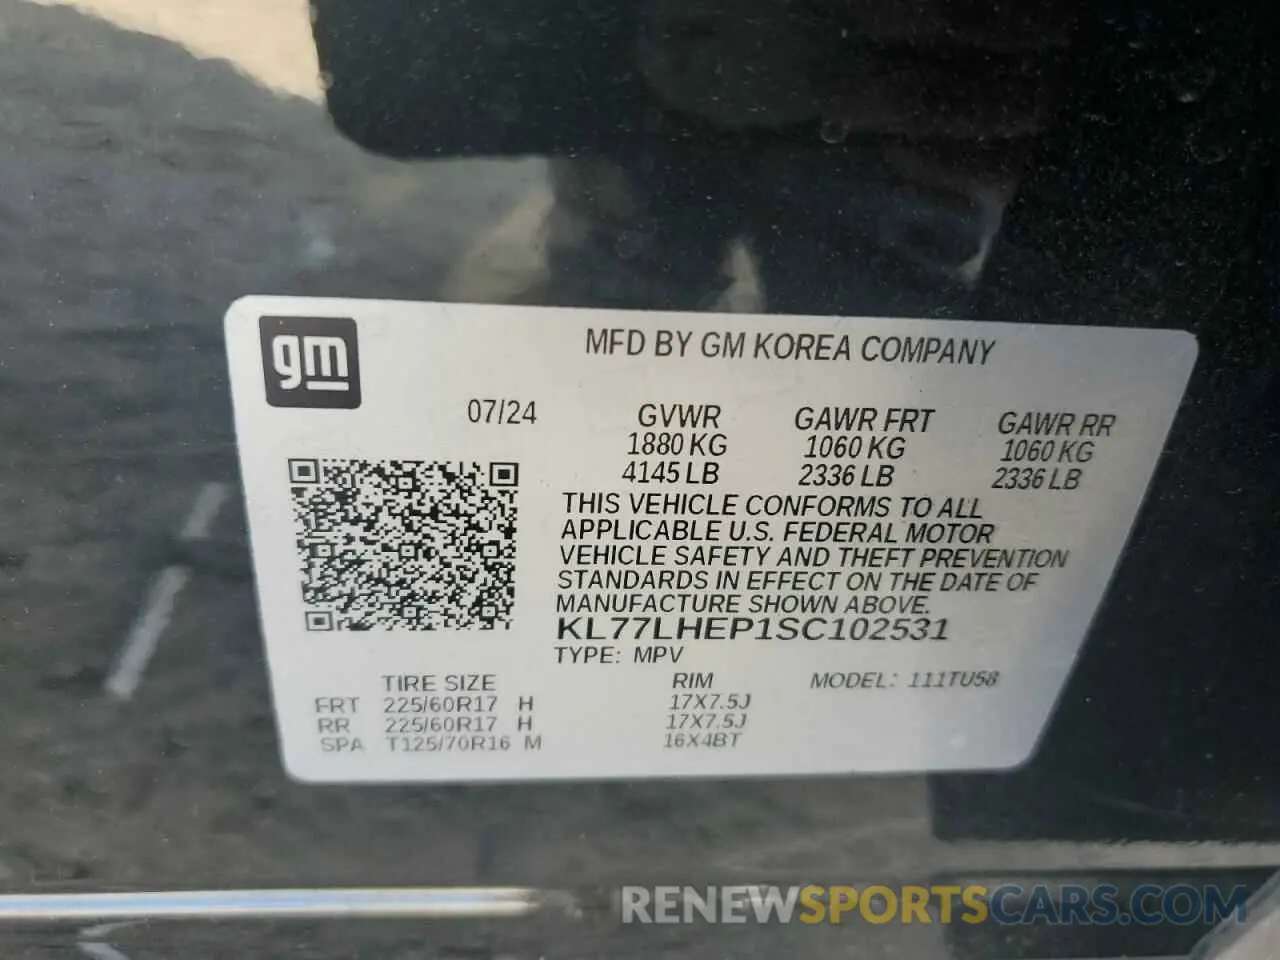 gm
MFD BY GM KOREA COMPANY
07/24 GVWR GAWR FRT GAWR RR
1880 KG 1060 KG 1060 KG
4145 LB 2336 LB 2336 LB
THIS VEHICLE CONFORMS TO ALL
APPLICABLE U.S. FEDERAL MOTOR
VEHICLE SAFETY AND THEFT PREVENTION
STANDARDS IN EFFECT ON THE DATE OF
MANUFACTURE SHOWN ABOVE.
KL77LHEP1SC102531
TYPE: MPV
TIRE SIZE RIM MODEL: 111TU58
FRT 225/60R17 H 17X7.5J
RR 225/60R17 H 17X7.5J
SPA T125/70R16 M 16X4BT
RENEWSPORTSCARS.COM